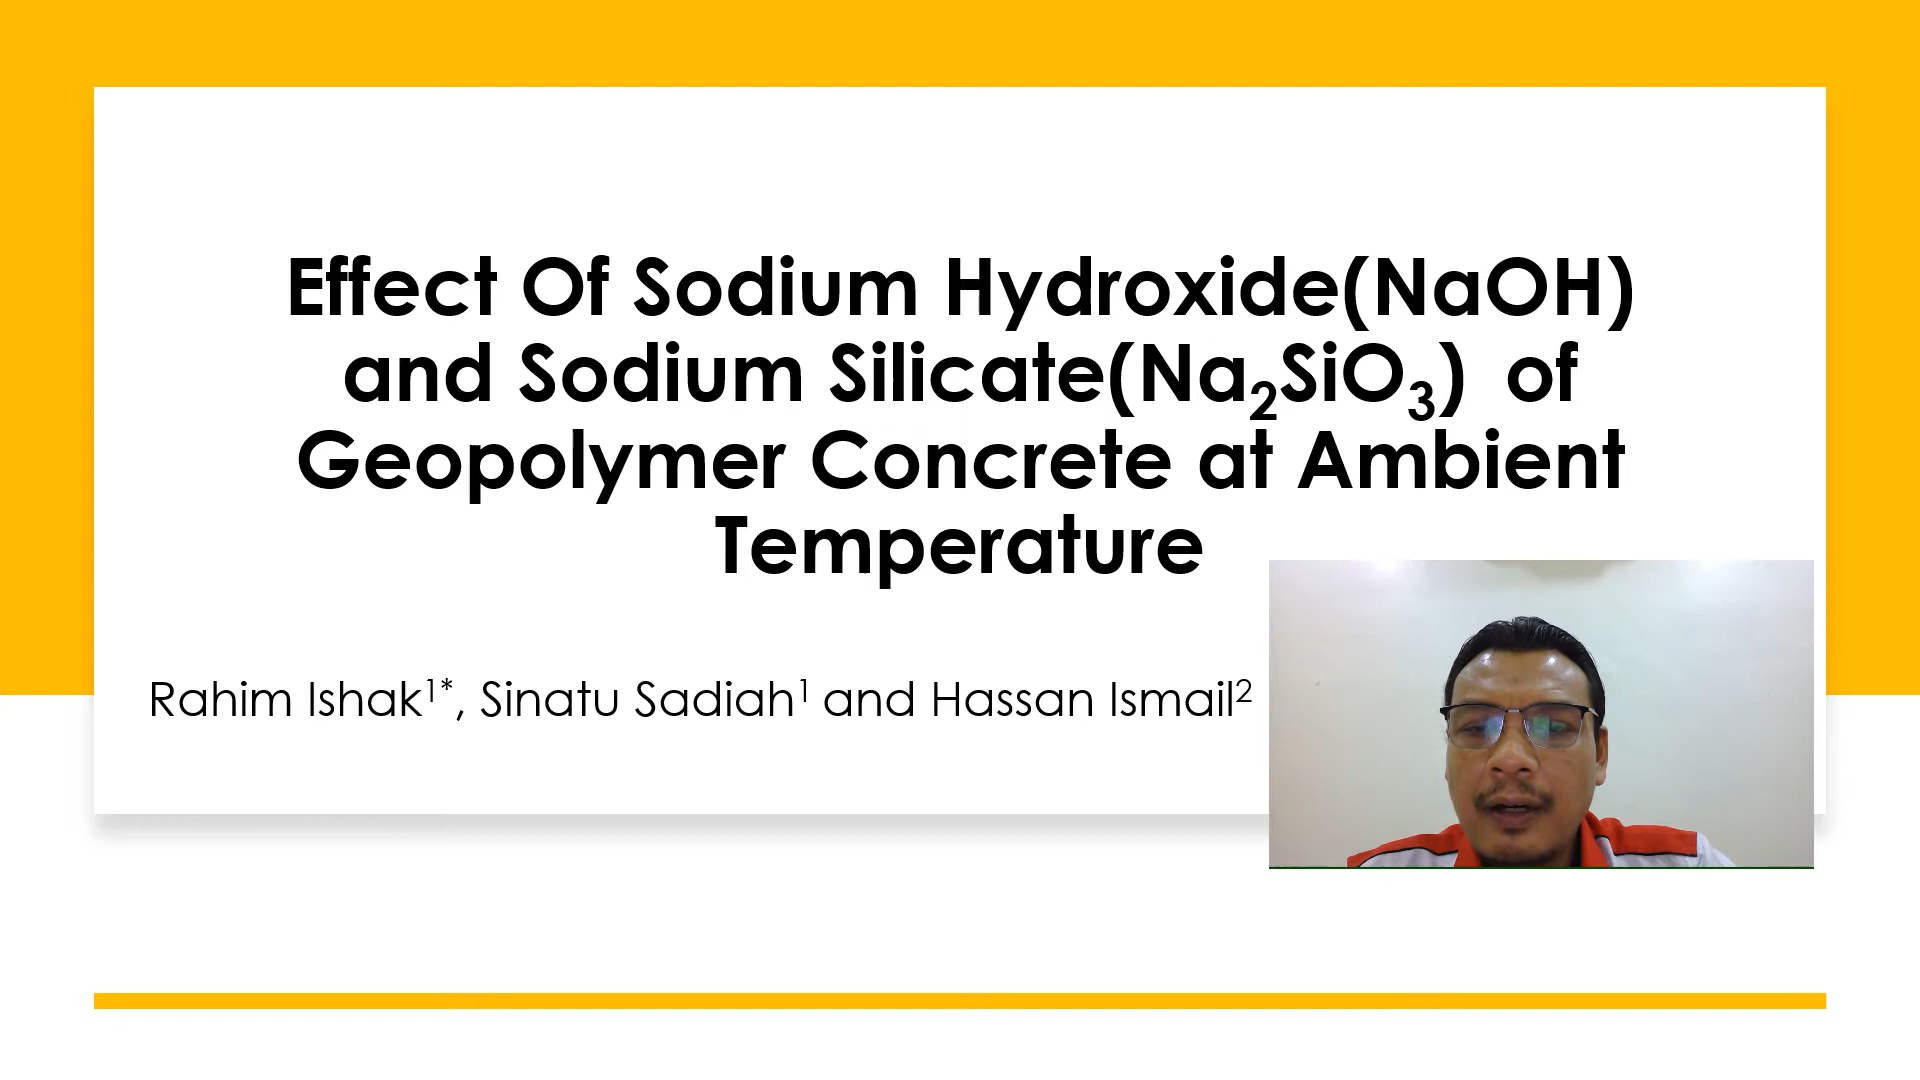 Effect Of Sodium Hydroxide(NaOH)
and Sodium Silicate(Na₂SiO₃) of
Geopolymer Concrete at Ambient
Temperature
Rahim Ishak¹*, Sinatu Sadiah¹ and Hassan Ismail²